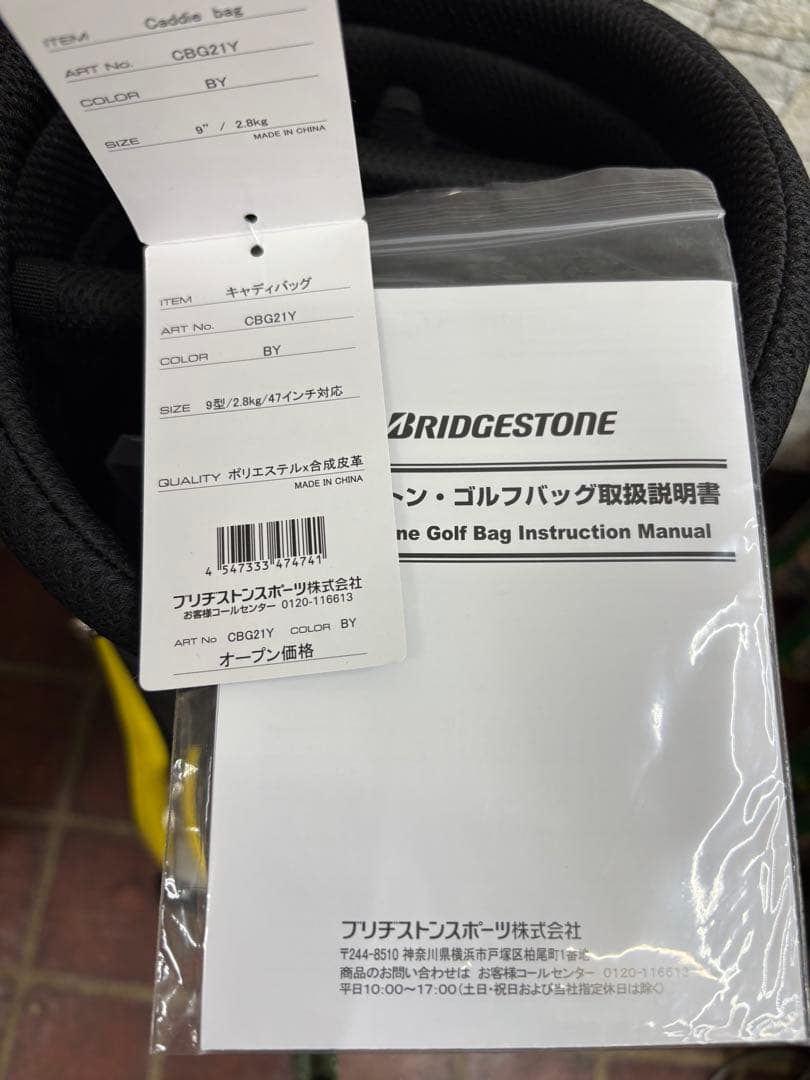 ITEM Caddie bag
ART No. CBG21Y
COLOR BY
SIZE 9" / 2.8kg
MADE IN CHINA
ITEM キャディバッグ
ART No. CBG21Y
COLOR BY
SIZE 9型/2.8kg/47インチ対応
QUALITY ポリエステルx合成皮革
MADE IN CHINA
4 547333 474741
ブリヂストンスポーツ株式会社
お客様コールセンター 0120-116613
ART No CBG21Y COLOR BY
オープン価格
BRIDGESTONE
トン・ゴルフバッグ取扱説明書
ne Golf Bag Instruction Manual
ブリヂストンスポーツ株式会社
〒244-8510 神奈川県横浜市戸塚区柏尾町1番地
商品のお問い合わせは お客様コールセンター 0120-116613
平日10:00〜17:00(土日・祝日および当社指定休日は除く)